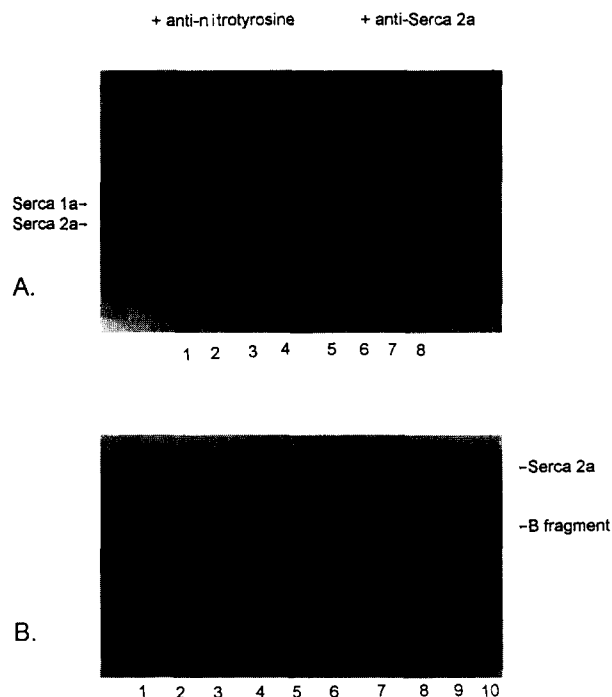 + anti-nitrotyrosine + anti-Serca 2a
Serca 1a-
Serca 2a-
A.
1 2 3 4 5 6 7 8
-Serca 2a
-B fragment
B.
1 2 3 4 5 6 7 8 9 10